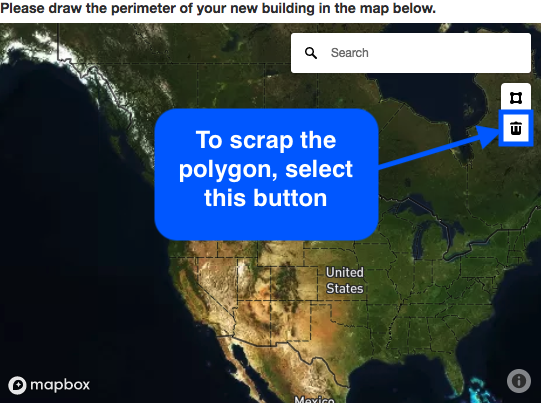 Please draw the perimeter of your new building in the map below.
Search
To scrap the
polygon, select
this button
United
States
Mexico
mapbox